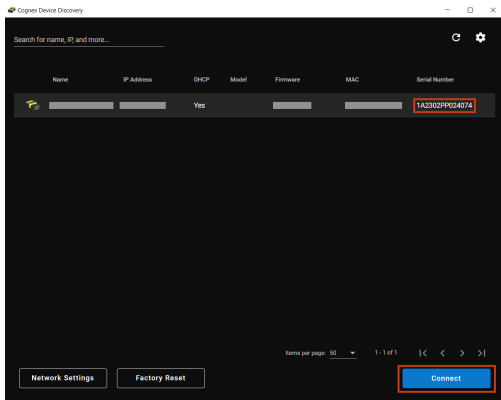 Cognex Device Discovery
Search for name, IP, and more...
Name IP Address DHCP Model Firmware MAC Serial Number
Yes 1A2302PP024074
Items per page: 50 1 - 1 of 1
Network Settings Factory Reset Connect